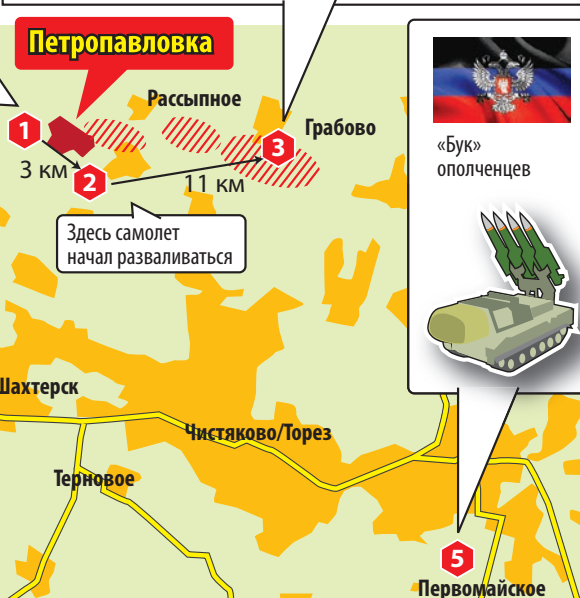 Петропавловка
Рассыпное
Грабово
1
3
3 км
2
11 км
Здесь самолет
начал разваливаться
«Бук»
ополченцев
Шахтерск
Чистяково/Торез
Терновое
5
Первомайское